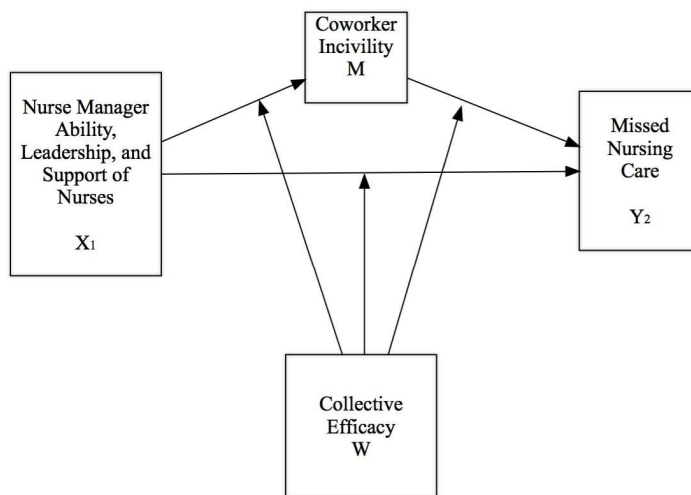 Coworker
Incivility
M
Nurse Manager
Ability,
Leadership, and
Support of
Nurses
X1
Missed
Nursing
Care
Y2
Collective
Efficacy
W